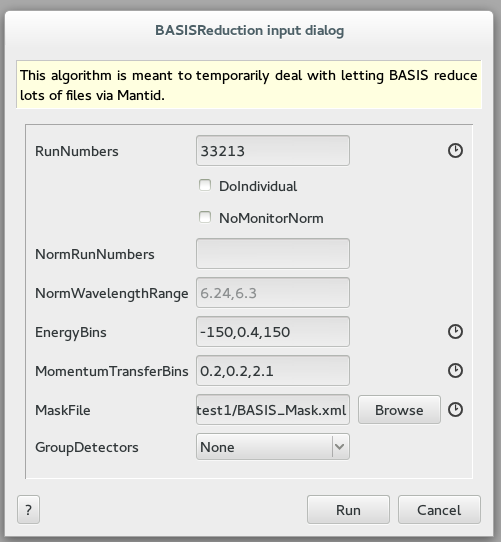 BASISReduction input dialog
This algorithm is meant to temporarily deal with letting BASIS reduce
lots of files via Mantid.
RunNumbers 33213
DoIndividual
NoMonitorNorm
NormRunNumbers
NormWavelengthRange 6.24,6.3
EnergyBins -150,0.4,150
MomentumTransferBins 0.2,0.2,2.1
MaskFile test1/BASIS_Mask.xml Browse
GroupDetectors None
? Run Cancel